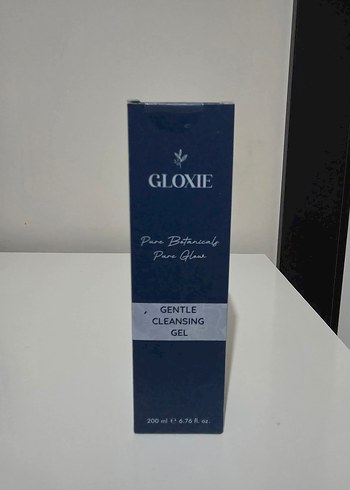 GLOXIE
Pure Botanicals
Pure Glow
GENTLE
CLEANSING
GEL
200 ml ℮ 6.76 fl. oz.